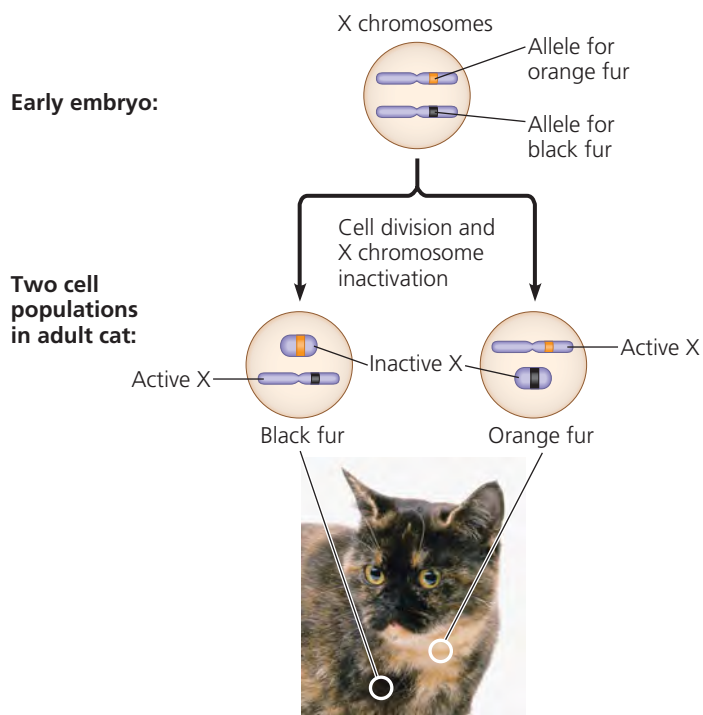 X chromosomes
Allele for
orange fur
Early embryo:
Allele for
black fur
Cell division and
X chromosome
inactivation
Two cell
populations
in adult cat:
Active X
Inactive X
Active X
Black fur
Orange fur